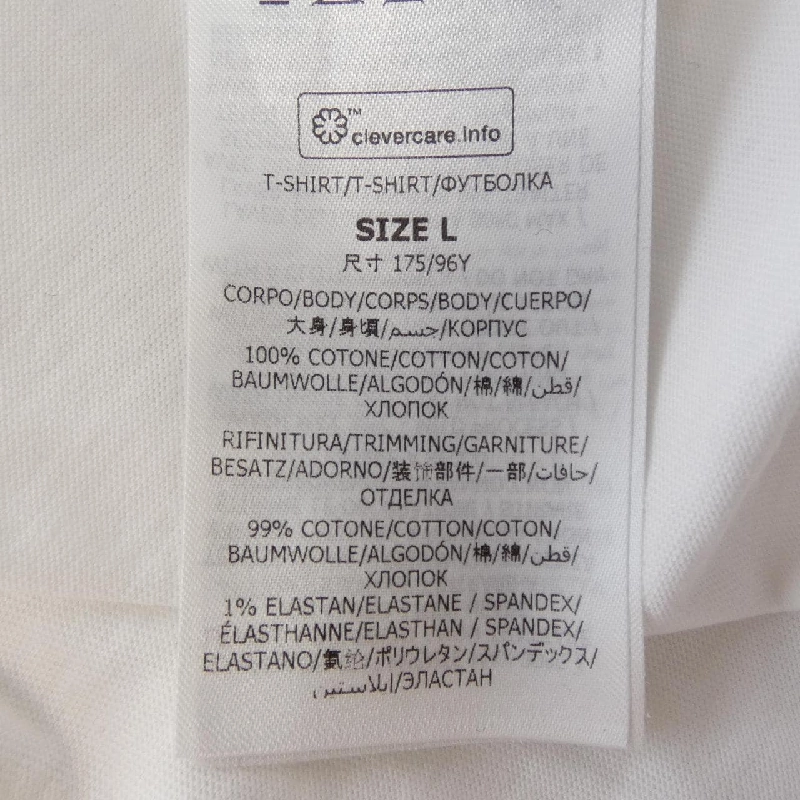 clevercare.info
T-SHIRT/T-SHIRT/ФУТБОЛКА
SIZE L
尺寸 175/96Y
CORPO/BODY/CORPS/BODY/CUERPO/
大身/身頃/جسم/КОРПУС
100% COTONE/COTTON/COTON/
BAUMWOLLE/ALGODÓN/棉/綿/قطن/
ХЛОПОК
RIFINITURA/TRIMMING/GARNITURE/
BESATZ/ADORNO/装饰部件/一部/حافات/
ОТДЕЛКА
99% COTONE/COTTON/COTON/
BAUMWOLLE/ALGODÓN/棉/綿/قطن/
ХЛОПОК
1% ELASTAN/ELASTANE / SPANDEX/
ÉLASTHANNE/ELASTHAN / SPANDEX/
ELASTANO/氨纶/ポリウレタン/スパンデックス/
إيلاستين/ЭЛАСТАН